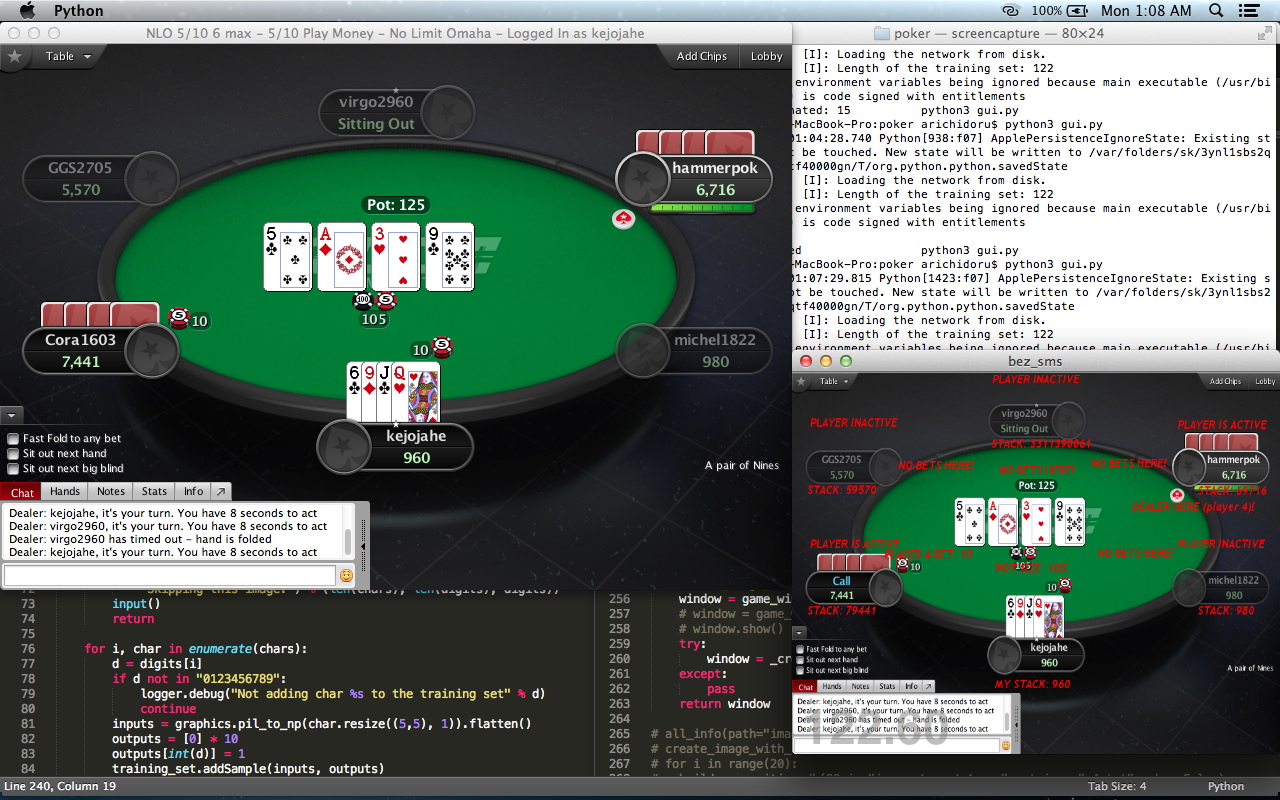 Python
100%
Mon 1:08 AM
NLO 5/10 6 max - 5/10 Play Money - No Limit Omaha - Logged In as kejojahe
Table
Add Chips
Lobby
virgo2960
Sitting Out
GGS2705
5,570
hammerpok
6,716
Pot: 125
5 A 3 9
105
10
Cora1603
7,441
10
michel1822
980
6 9 J Q
kejojahe
960
Fast Fold to any bet
Sit out next hand
Sit out next big blind
A pair of Nines
Chat Hands Notes Stats Info
Dealer: kejojahe, it's your turn. You have 8 seconds to act
Dealer: virgo2960, it's your turn. You have 8 seconds to act
Dealer: virgo2960 has timed out - hand is folded
Dealer: kejojahe, it's your turn. You have 8 seconds to act
poker — screencapture — 80×24
[I]: Loading the network from disk.
[I]: Length of the training set: 122
environment variables being ignored because main executable (/usr/bi
is code signed with entitlements
nated: 15 python3 gui.py
-MacBook-Pro:poker arichidoru$ python3 gui.py
01:04:28.740 Python[938:f07] ApplePersistenceIgnoreState: Existing st
t be touched. New state will be written to /var/folders/sk/3ynl1sbs2q
qtf40000gn/T/org.python.python.savedState
[I]: Loading the network from disk.
[I]: Length of the training set: 122
environment variables being ignored because main executable (/usr/bi
is code signed with entitlements
ed python3 gui.py
-MacBook-Pro:poker arichidoru$ python3 gui.py
01:07:29.815 Python[1423:f07] ApplePersistenceIgnoreState: Existing s
ot be touched. New state will be written to /var/folders/sk/3ynl1sbs2
qtf40000gn/T/org.python.python.savedState
[I]: Loading the network from disk.
[I]: Length of the training set: 122
environment variables being ignored because main executable (/usr/bi
bez_sms
Table
PLAYER INACTIVE
Add Chips
Lobby
virgo2960
Sitting Out
STACK: 3311390061
PLAYER INACTIVE
GGS2705
5,570
STACK: 59570
NO BETS HERE!
NO BETS HERE!
NO BETS HERE!
PLAYER IS ACTIVE
hammerpok
6,716
DEALER HERE (player 4)!
Pot: 125
5 A 3 9
PLAYER IS ACTIVE
10
Call
7,441
STACK: 79441
NO BETS HERE!
PLAYER INACTIVE
michel1822
980
STACK: 980
10
6 9 J Q
kejojahe
960
MY STACK: 960
Fast Fold to any bet
Sit out next hand
Sit out next big blind
A pair of Nines
Chat Hands Notes Stats Info
Dealer: kejojahe, it's your turn. You have 8 seconds to act
Dealer: virgo2960, it's your turn. You have 8 seconds to act
Dealer: virgo2960 has timed out - hand is folded
Dealer: kejojahe, it's your turn. You have 8 seconds to act
73 input()
74 return
75
76 for i, char in enumerate(chars):
77 d = digits[i]
78 if d not in "0123456789":
79 logger.debug("Not adding char %s to the training set" % d)
80 continue
81 inputs = graphics.pil_to_np(char.resize((5,5), 1)).flatten()
82 outputs = [0] * 10
83 outputs[int(d)] = 1
84 training_set.addSample(inputs, outputs)
256 window = game_wi
257 # window = game_
258 # window.show()
259 try:
260 window = _cr
261 except:
262 pass
263 return window
264
265 # all_info(path="imag
266 # create_image_with_
267 # for i in range(20):
Line 240, Column 19
Tab Size: 4
Python